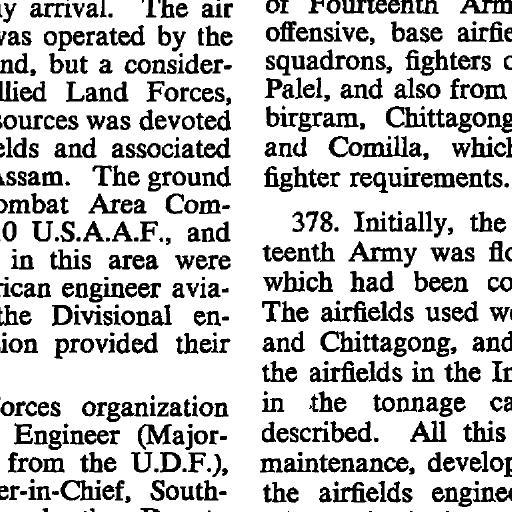 y arrival. The air
was operated by the
nd, but a consider-
llied Land Forces,
sources was devoted
elds and associated
Assam. The ground
ombat Area Com-
0 U.S.A.A.F., and
in this area were
rican engineer avia-
the Divisional en-
ion provided their
orces organization
Engineer (Major-
from the U.D.F.),
er-in-Chief, South-
of Fourteenth Arm
offensive, base airfie
squadrons, fighters
Palel, and also from
birgram, Chittagong
and Comilla, which
fighter requirements.
378. Initially, the
teenth Army was flo
which had been co
The airfields used we
and Chittagong, and
the airfields in the In
in the tonnage ca
described. All this
maintenance, develop
the airfields enginee